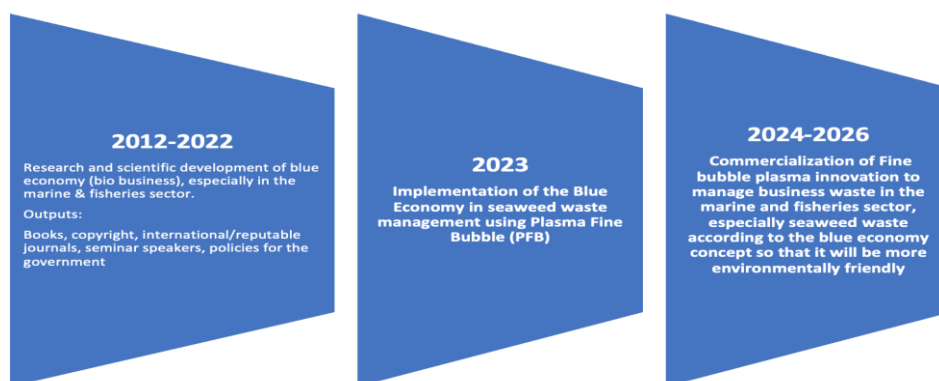 2012-2022
Research and scientific development of blue
economy (bio business), especially in the
marine & fisheries sector.
Outputs:
Books, copyright, international/reputable
journals, seminar speakers, policies for the
government
2023
Implementation of the Blue
Economy in seaweed waste
management using Plasma Fine
Bubble (PFB)
2024-2026
Commercialization of Fine
bubble plasma innovation to
manage business waste in the
marine and fisheries sector,
especially seaweed waste
according to the blue economy
concept so that it will be more
environmentally friendly